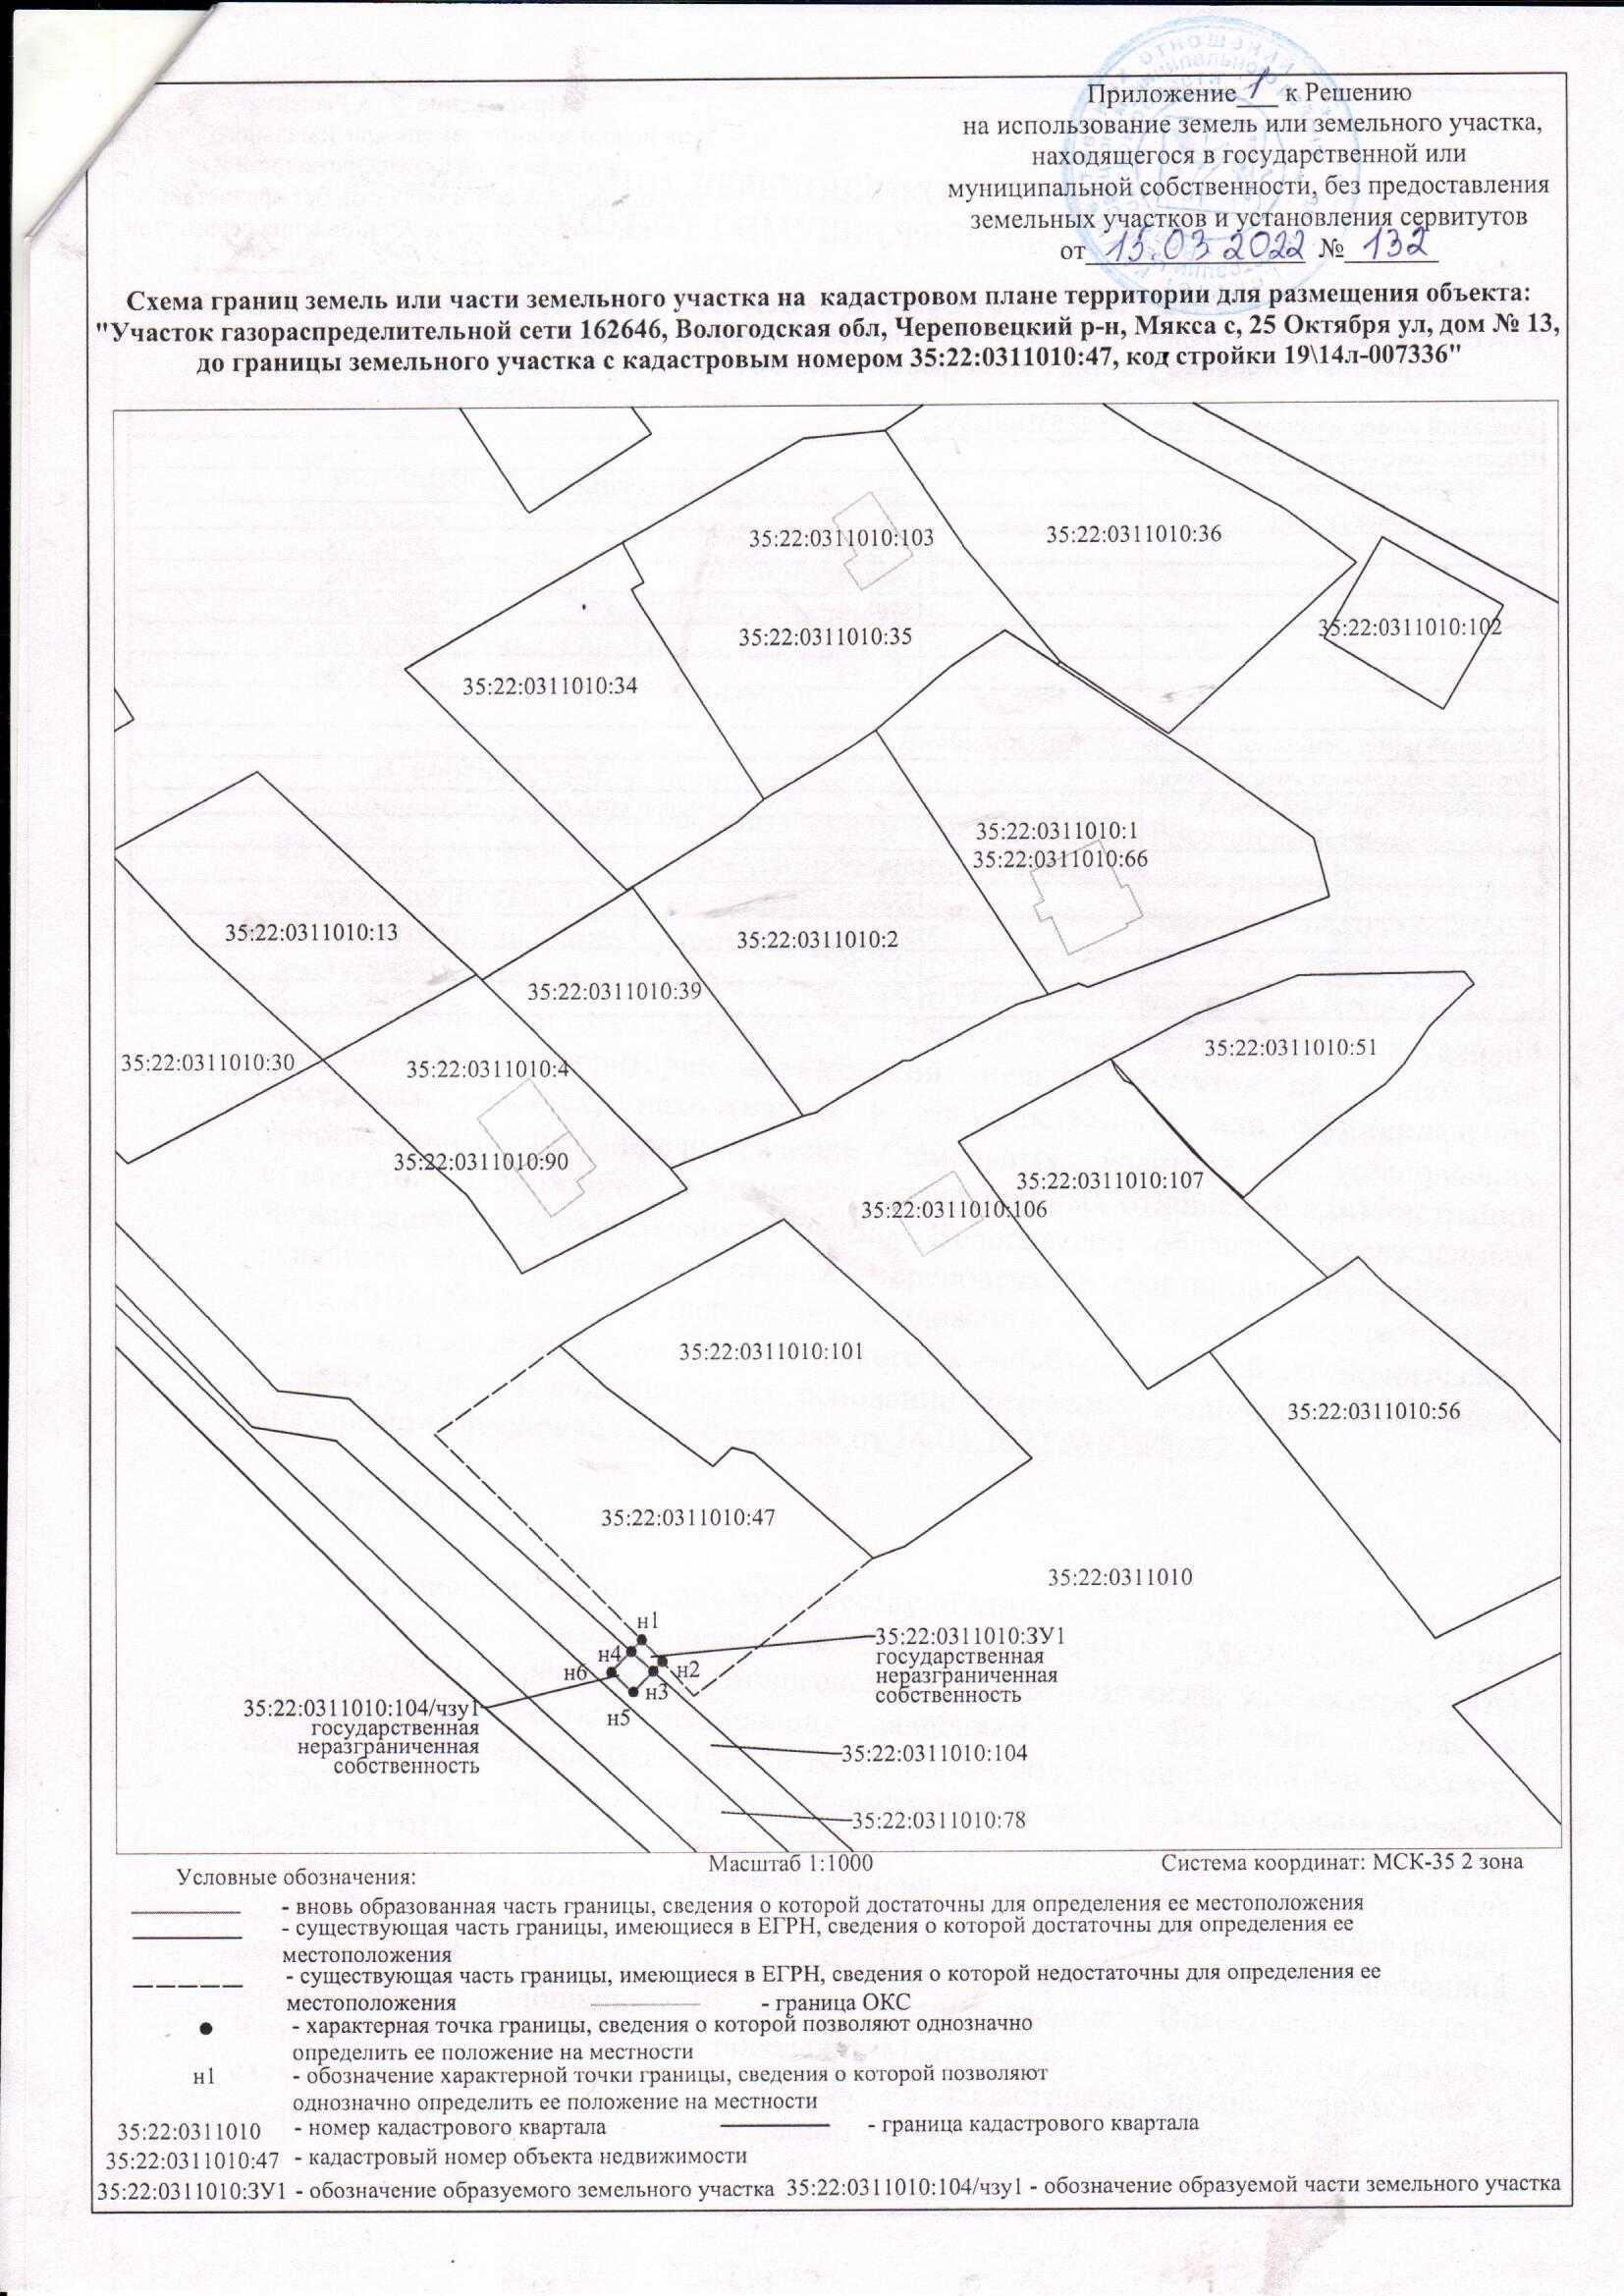 Приложение 1 к Решению
на использование земель или земельного участка,
находящегося в государственной или
муниципальной собственности, без предоставления
земельных участков и установления сервитутов
от 15.03 2022 № 132
Схема границ земель или части земельного участка на кадастровом плане территории для размещения объекта:
"Участок газораспределительной сети 162646, Вологодская обл, Череповецкий р-н, Мякса с, 25 Октября ул, дом № 13,
до границы земельного участка с кадастровым номером 35:22:0311010:47, код стройки 19\14л-007336"
35:22:0311010:103
35:22:0311010:36
35:22:0311010:102
35:22:0311010:35
35:22:0311010:34
35:22:0311010:1
35:22:0311010:66
35:22:0311010:13
35:22:0311010:2
35:22:0311010:39
35:22:0311010:51
35:22:0311010:30
35:22:0311010:4
35:22:0311010:90
35:22:0311010:107
35:22:0311010:106
35:22:0311010:101
35:22:0311010:56
35:22:0311010:47
35:22:0311010
н1
н4
н2
н6
н3
н5
35:22:0311010:ЗУ1
государственная
неразграниченная
собственность
35:22:0311010:104/чзу1
государственная
неразграниченная
собственность
35:22:0311010:104
35:22:0311010:78
Масштаб 1:1000
Система координат: МСК-35 2 зона
Условные обозначения:
- вновь образованная часть границы, сведения о которой достаточны для определения ее местоположения
- существующая часть границы, имеющиеся в ЕГРН, сведения о которой достаточны для определения ее
местоположения
- существующая часть границы, имеющиеся в ЕГРН, сведения о которой недостаточны для определения ее
местоположения - граница ОКС
- характерная точка границы, сведения о которой позволяют однозначно
определить ее положение на местности
н1 - обозначение характерной точки границы, сведения о которой позволяют
однозначно определить ее положение на местности
35:22:0311010 - номер кадастрового квартала - граница кадастрового квартала
35:22:0311010:47 - кадастровый номер объекта недвижимости
35:22:0311010:ЗУ1 - обозначение образуемого земельного участка 35:22:0311010:104/чзу1 - обозначение образуемой части земельного участка